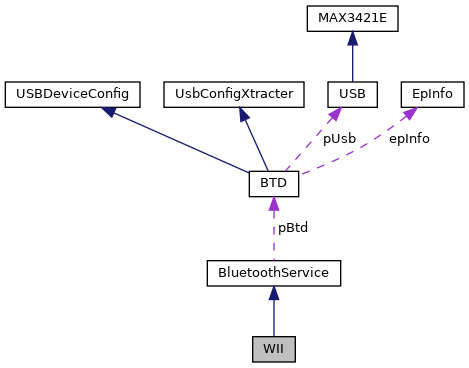 MAX3421E
USBDeviceConfig
UsbConfigXtracter
USB
EpInfo
pUsb
epInfo
BTD
pBtd
BluetoothService
WII